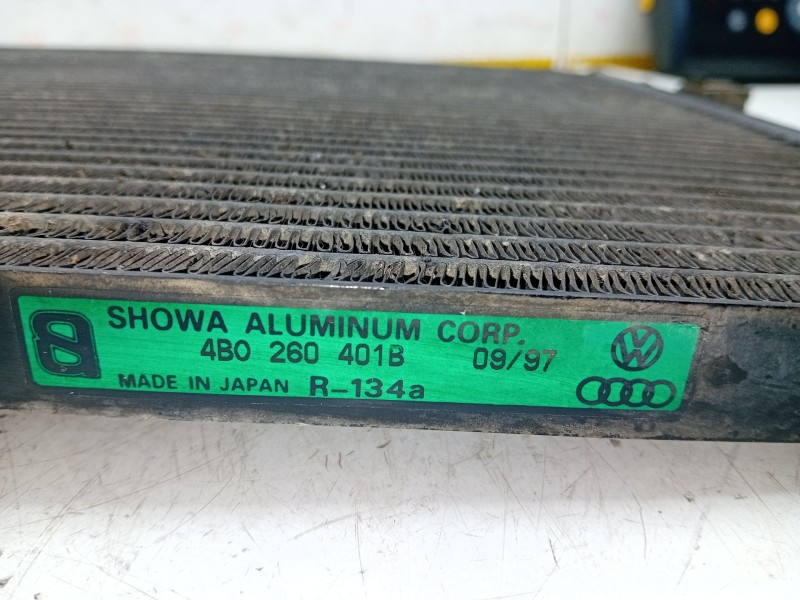 SHOWA ALUMINUM CORP.
4B0 260 401B 09/97
MADE IN JAPAN R-134a